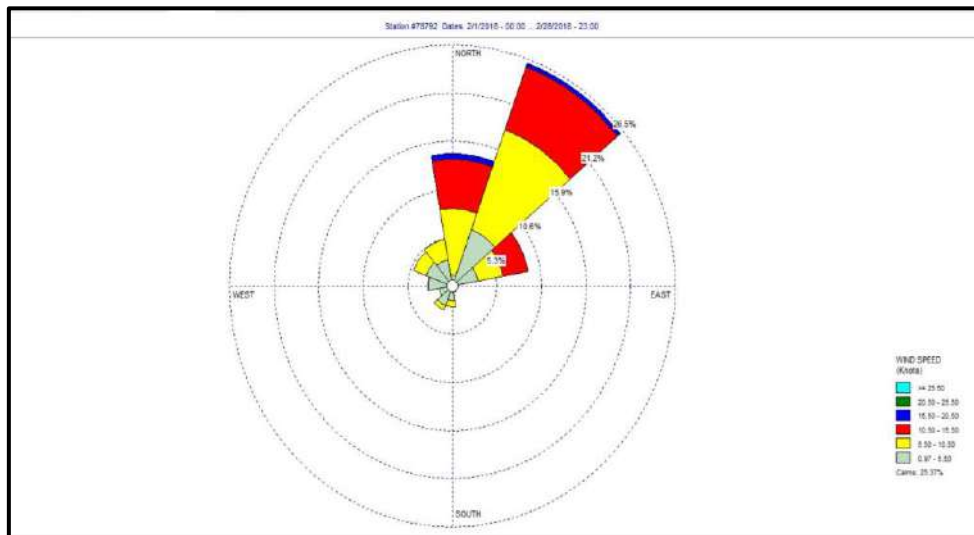 Station #78792 Dates: 2/1/2018 - 00:00 ... 2/28/2018 - 23:00
NORTH
26.5%
21.2%
15.9%
10.6%
5.3%
WEST
EAST
WIND SPEED
(Knots)
>= 25.50
20.50 - 25.50
15.50 - 20.50
10.50 - 15.50
5.50 - 10.50
0.97 - 5.50
Calms: 25.37%
SOUTH